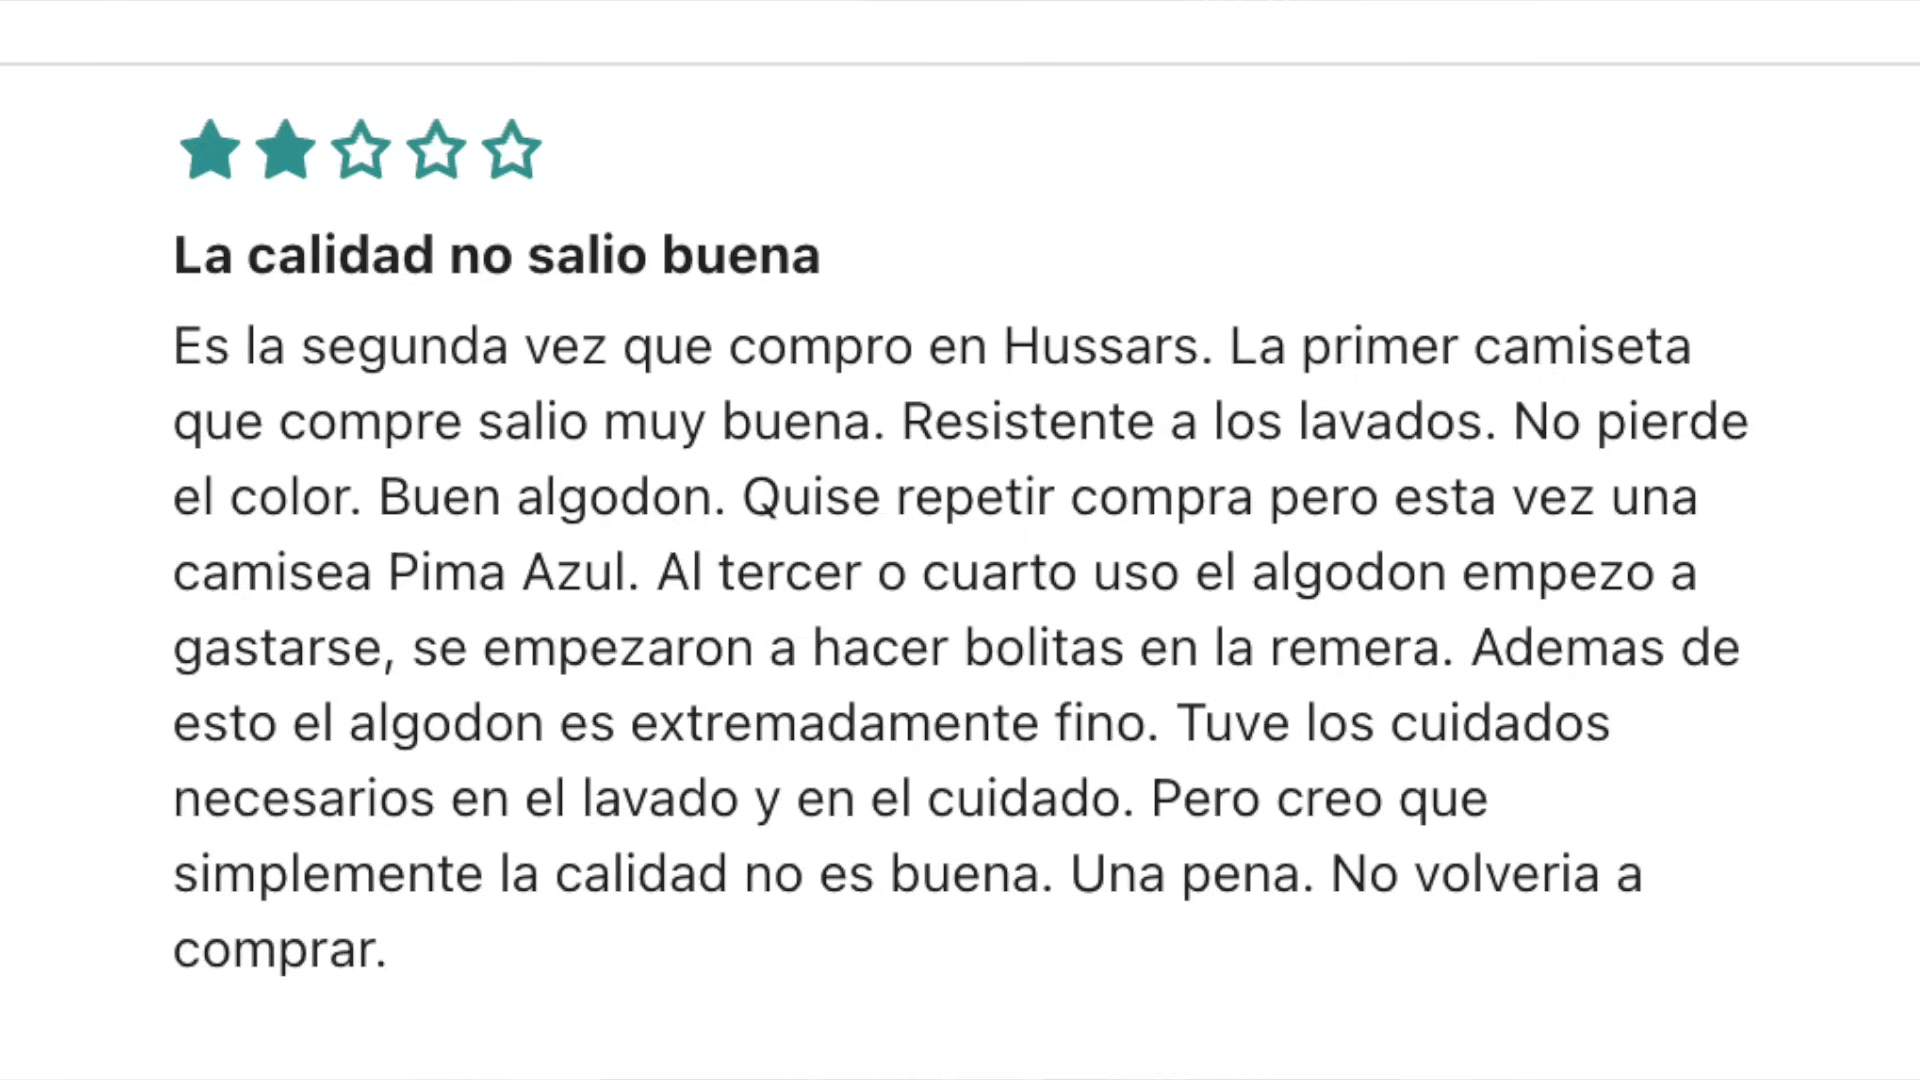 La calidad no salio buena
Es la segunda vez que compro en Hussars. La primer camiseta
que compre salio muy buena. Resistente a los lavados. No pierde
el color. Buen algodon. Quise repetir compra pero esta vez una
camisea Pima Azul. Al tercer o cuarto uso el algodon empezo a
gastarse, se empezaron a hacer bolitas en la remera. Ademas de
esto el algodon es extremadamente fino. Tuve los cuidados
necesarios en el lavado y en el cuidado. Pero creo que
simplemente la calidad no es buena. Una pena. No volveria a
comprar.